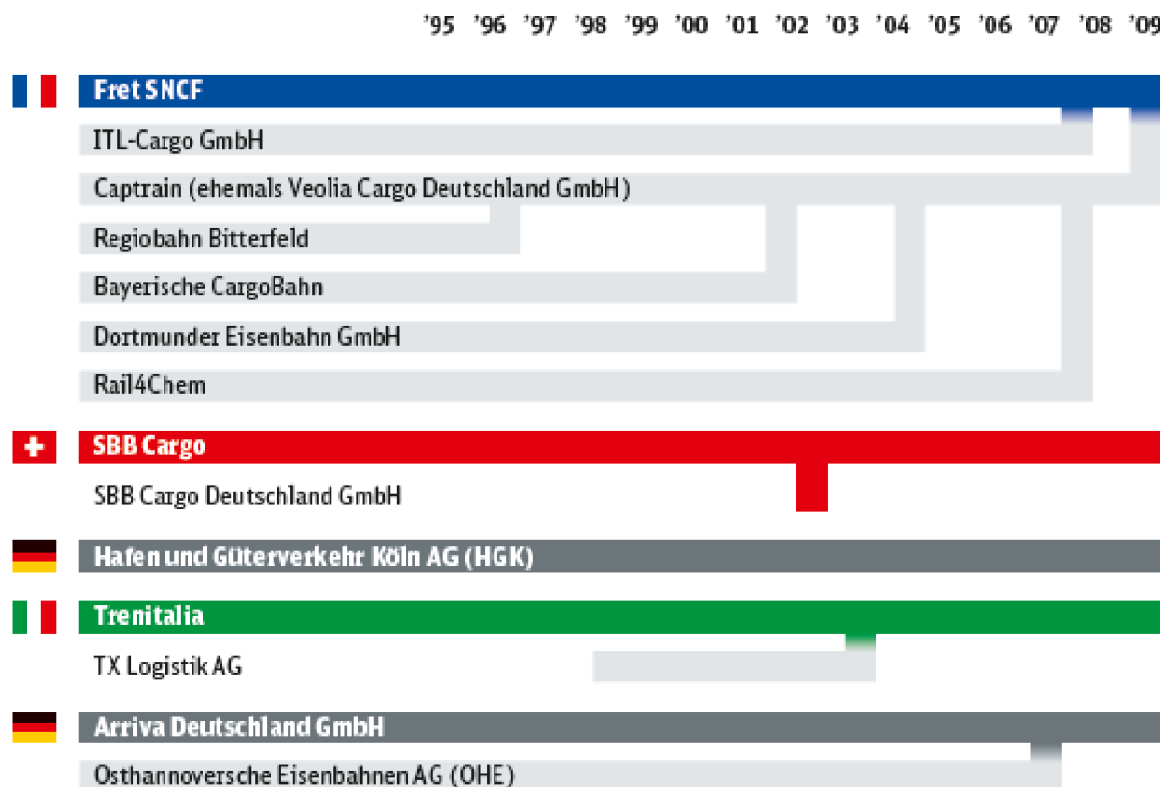 ’95 ’96 ’97 ’98 ’99 ’00 ’01 ’02 ’03 ’04 ’05 ’06 ’07 ’08 ’09
Fret SNCF
ITL-Cargo GmbH
Captrain (ehemals Veolia Cargo Deutschland GmbH)
Regiobahn Bitterfeld
Bayerische CargoBahn
Dortmunder Eisenbahn GmbH
Rail4Chem
SBB Cargo
SBB Cargo Deutschland GmbH
Hafen und Güterverkehr Köln AG (HGK)
Trenitalia
TX Logistik AG
Arriva Deutschland GmbH
Osthannoversche Eisenbahnen AG (OHE)